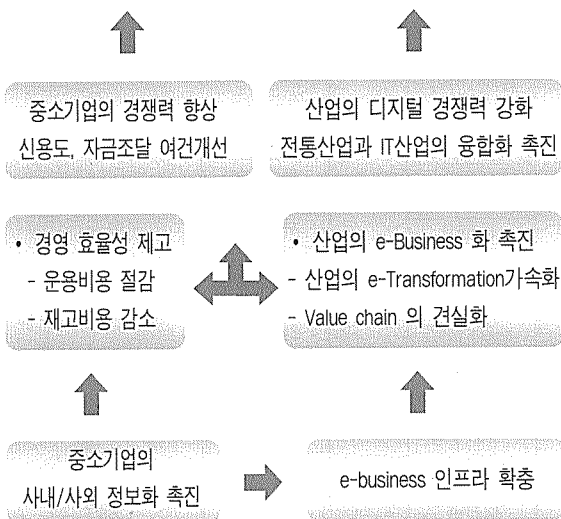 중소기업의 경쟁력 향상
신용도, 자금조달 여건개선
산업의 디지털 경쟁력 강화
전통산업과 IT산업의 융합화 촉진
• 경영 효율성 제고
- 운용비용 절감
- 재고비용 감소
• 산업의 e-Business 화 촉진
- 산업의 e-Transformation가속화
- Value chain 의 견실화
중소기업의
사내/사외 정보화 촉진
e-business 인프라 확충